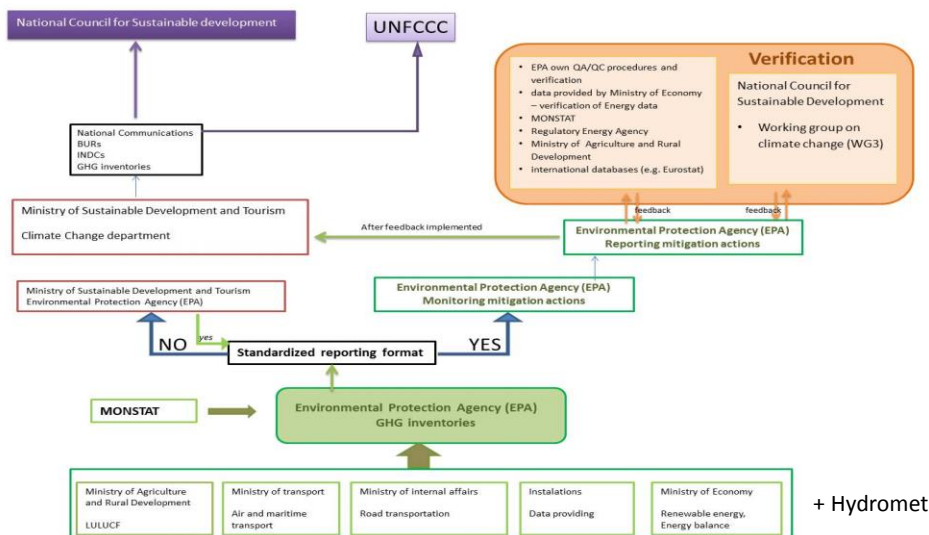 National Council for Sustainable development
UNFCCC
Verification
• EPA own QA/QC procedures and
verification
• data provided by Ministry of Economy
– verification of Energy data
• MONSTAT
• Regulatory Energy Agency
• Ministry of Agriculture and Rural
Development
• international databases (e.g. Eurostat)
National Council for
Sustainable Development
• Working group on
climate change (WG3)
National Communications
BURs
INDCs
GHG inventories
feedback
feedback
Ministry of Sustainable Development and Tourism
Climate Change department
After feedback implemented
Environmental Protection Agency (EPA)
Reporting mitigation actions
Ministry of Sustainable Development and Tourism
Environmental Protection Agency (EPA)
Environmental Protection Agency (EPA)
Monitoring mitigation actions
NO
yes
Standardized reporting format
YES
MONSTAT
Environmental Protection Agency (EPA)
GHG inventories
Ministry of Agriculture
and Rural Development
LULUCF
Ministry of transport
Air and maritime
transport
Ministry of internal affairs
Road transportation
Instalations
Data providing
Ministry of Economy
Renewable energy,
Energy balance
+ Hydromet